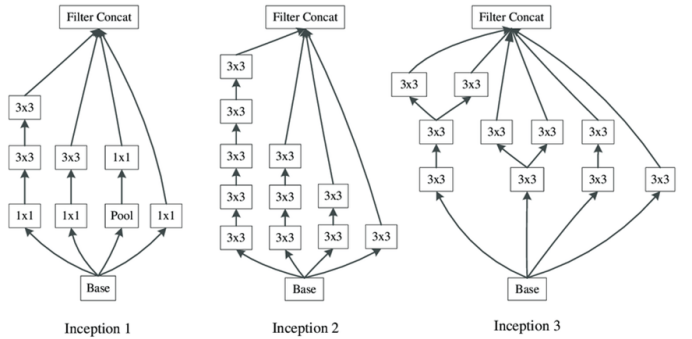 Filter Concat Filter Concat Filter Concat
3x3
3x3 3x3
3x3 3x3
3x3 3x3 3x3 3x3 3x3
3x3 3x3 1x1 3x3 3x3
3x3 3x3 3x3 3x3
3x3 3x3 3x3
1x1 1x1 Pool 1x1
3x3 3x3 3x3 3x3
Base Base Base
Inception 1 Inception 2 Inception 3